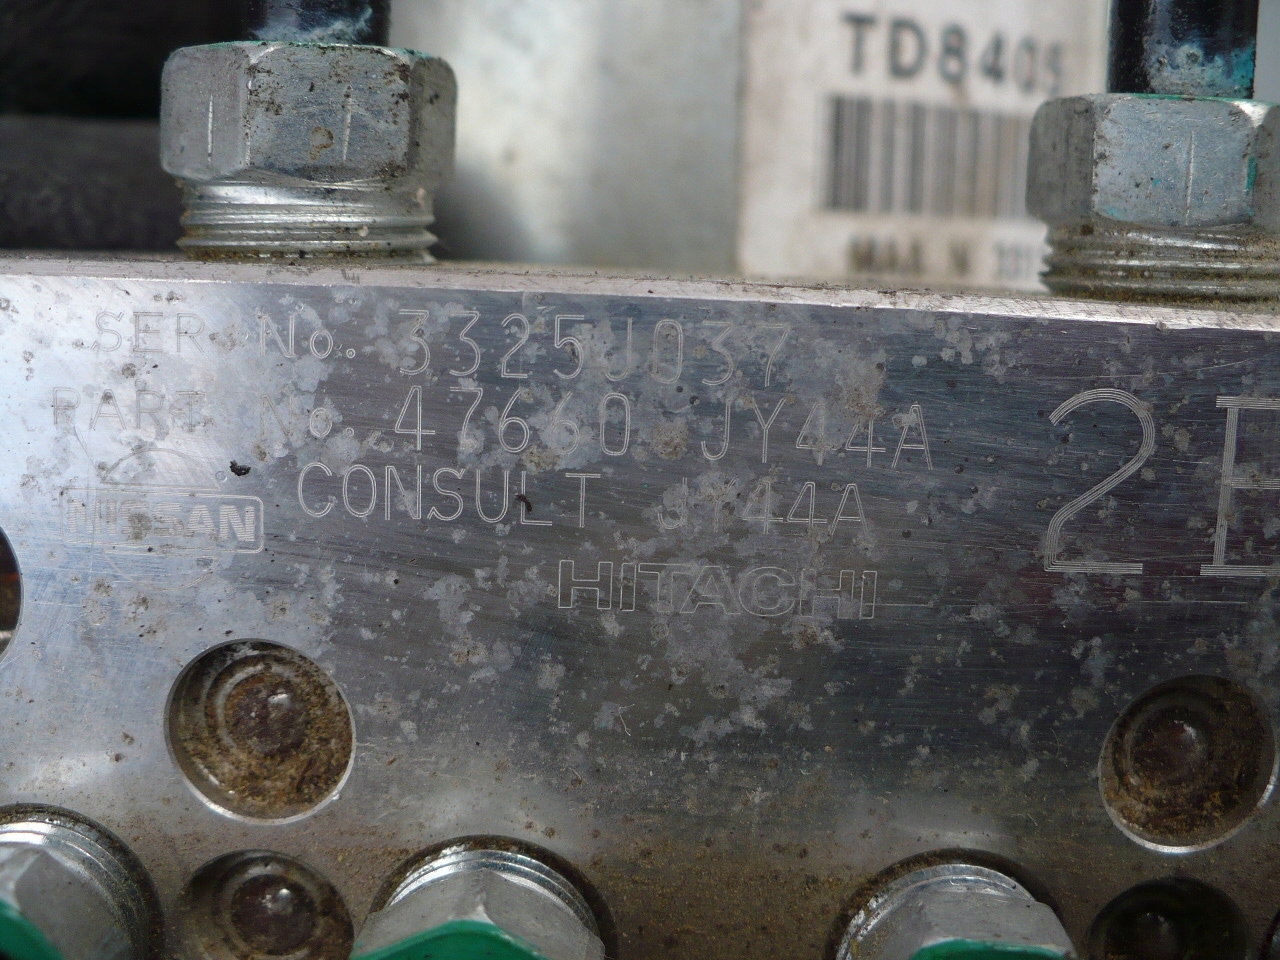 TD8405
SER No. 3325J037
PART No. 47660 JY44A
CONSULT JY44A
NISSAN
HITACHI
2E